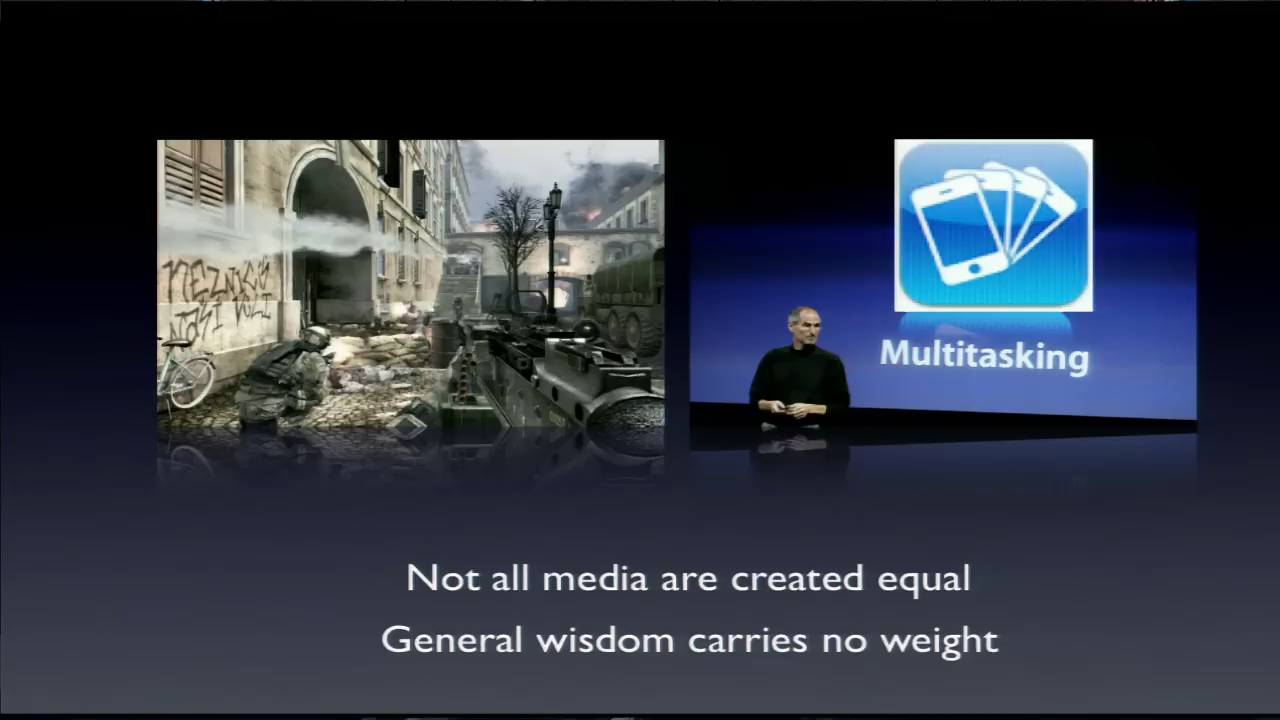 Multitasking
Not all media are created equal
General wisdom carries no weight